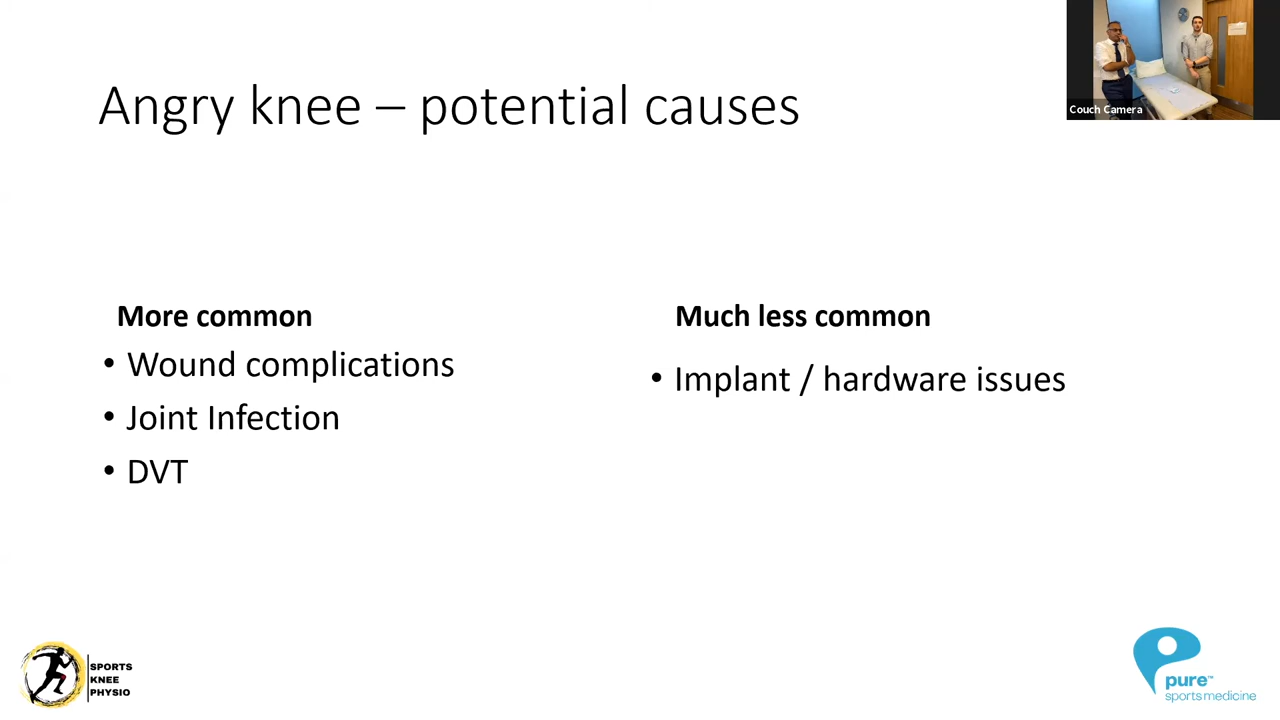 Couch Camera
Angry knee – potential causes
More common
• Wound complications
• Joint Infection
• DVT
Much less common
• Implant / hardware issues
SPORTS
KNEE
PHYSIO
pure™
sports medicine